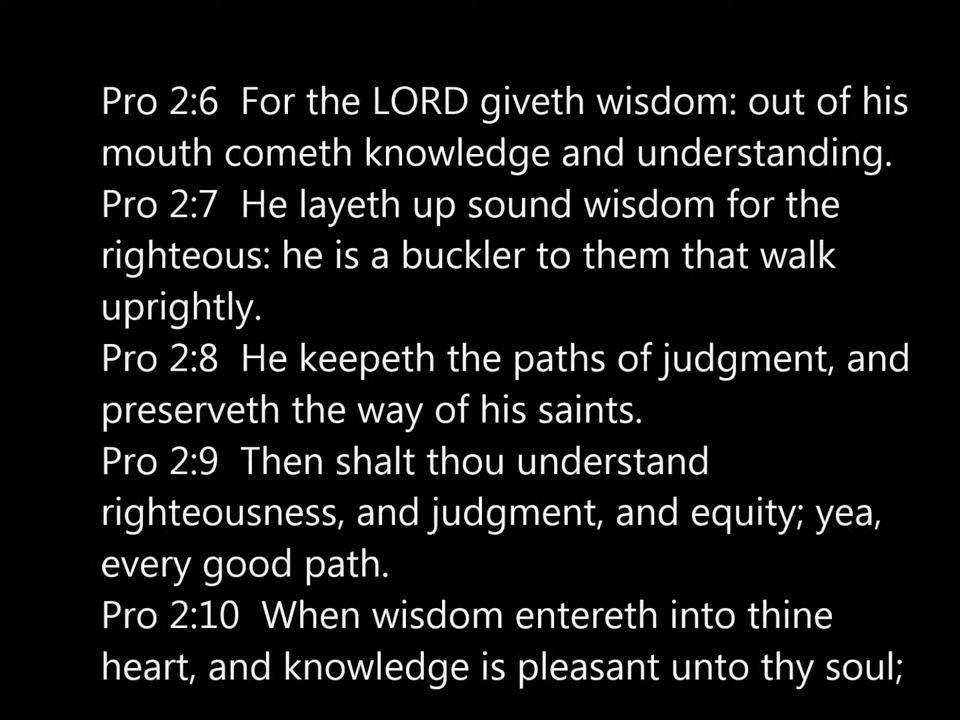 Pro 2:6  For the LORD giveth wisdom: out of his
mouth cometh knowledge and understanding.
Pro 2:7  He layeth up sound wisdom for the
righteous: he is a buckler to them that walk
uprightly.
Pro 2:8  He keepeth the paths of judgment, and
preserveth the way of his saints.
Pro 2:9  Then shalt thou understand
righteousness, and judgment, and equity; yea,
every good path.
Pro 2:10  When wisdom entereth into thine
heart, and knowledge is pleasant unto thy soul;